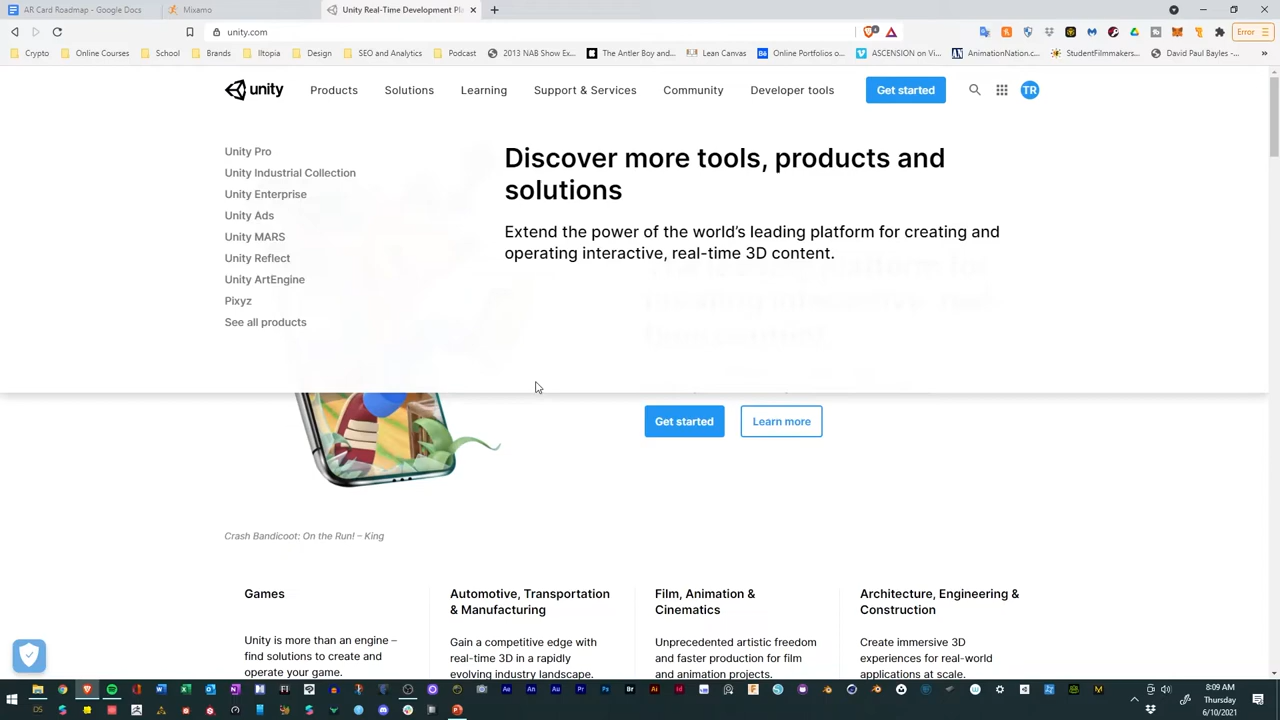 AR Card Roadmap - Google Docs
Mixamo
Unity Real-Time Development Pl
unity.com
Error
Crypto
Online Courses
School
Brands
Iltopia
Design
SEO and Analytics
Podcast
2013 NAB Show Ex...
The Antler Boy and...
Lean Canvas
Online Portfolios o...
ASCENSION on Vi...
AnimationNation.c...
StudentFilmmakers...
David Paul Bayles -...
unity
Products
Solutions
Learning
Support & Services
Community
Developer tools
Get started
TR
Unity Pro
Unity Industrial Collection
Unity Enterprise
Unity Ads
Unity MARS
Unity Reflect
Unity ArtEngine
Pixyz
See all products
Discover more tools, products and
solutions
Extend the power of the world's leading platform for creating and
operating interactive, real-time 3D content.
Get started
Learn more
Crash Bandicoot: On the Run! – King
Games
Unity is more than an engine –
find solutions to create and
operate your game.
Automotive, Transportation
& Manufacturing
Gain a competitive edge with
real-time 3D in a rapidly
evolving industry landscape.
Film, Animation &
Cinematics
Unprecedented artistic freedom
and faster production for film
and animation projects.
Architecture, Engineering &
Construction
Create immersive 3D
experiences for real-world
applications at scale.
8:09 AM
Thursday
6/10/2021